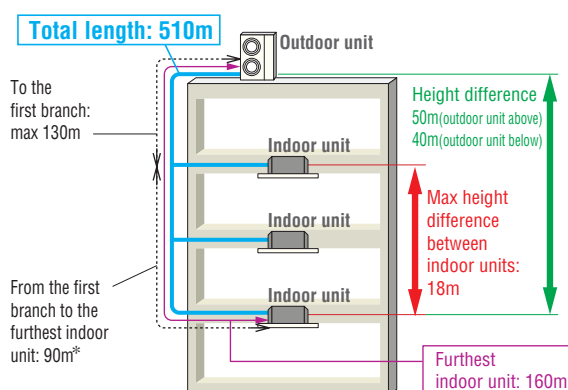 Total length: 510m
Outdoor unit
To the
first branch:
max 130m
Height difference
50m(outdoor unit above)
40m(outdoor unit below)
Indoor unit
Max height
difference
between
indoor units:
18m
Indoor unit
From the first
branch to the
furthest indoor
unit: 90m*
Indoor unit
Furthest
indoor unit: 160m